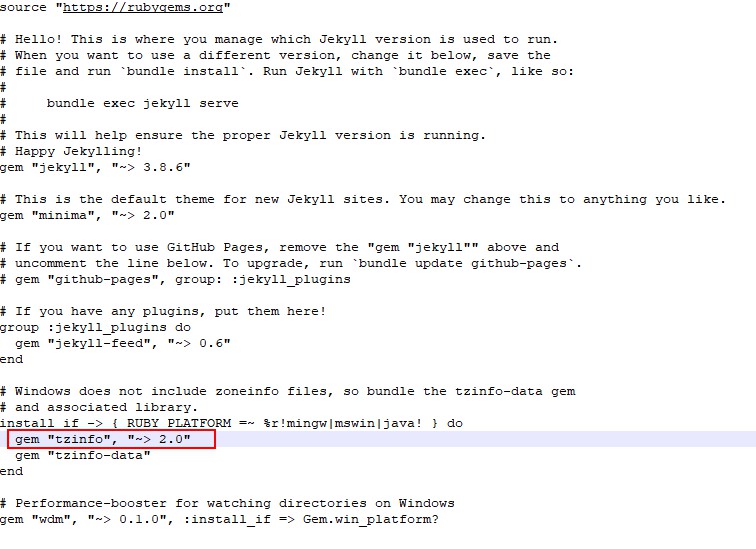 source "https://rubygems.org"
# Hello! This is where you manage which Jekyll version is used to run.
# When you want to use a different version, change it below, save the
# file and run `bundle install`. Run Jekyll with `bundle exec`, like so:
#
#     bundle exec jekyll serve
#
# This will help ensure the proper Jekyll version is running.
# Happy Jekylling!
gem "jekyll", "~> 3.8.6"
# This is the default theme for new Jekyll sites. You may change this to anything you like.
gem "minima", "~> 2.0"
# If you want to use GitHub Pages, remove the "gem "jekyll"" above and
# uncomment the line below. To upgrade, run `bundle update github-pages`.
# gem "github-pages", group: :jekyll_plugins
# If you have any plugins, put them here!
group :jekyll_plugins do
  gem "jekyll-feed", "~> 0.6"
end
# Windows does not include zoneinfo files, so bundle the tzinfo-data gem
# and associated library.
install_if -> { RUBY_PLATFORM =~ %r!mingw|mswin|java! } do
  gem "tzinfo", "~> 2.0"
  gem "tzinfo-data"
end
# Performance-booster for watching directories on Windows
gem "wdm", "~> 0.1.0", :install_if => Gem.win_platform?